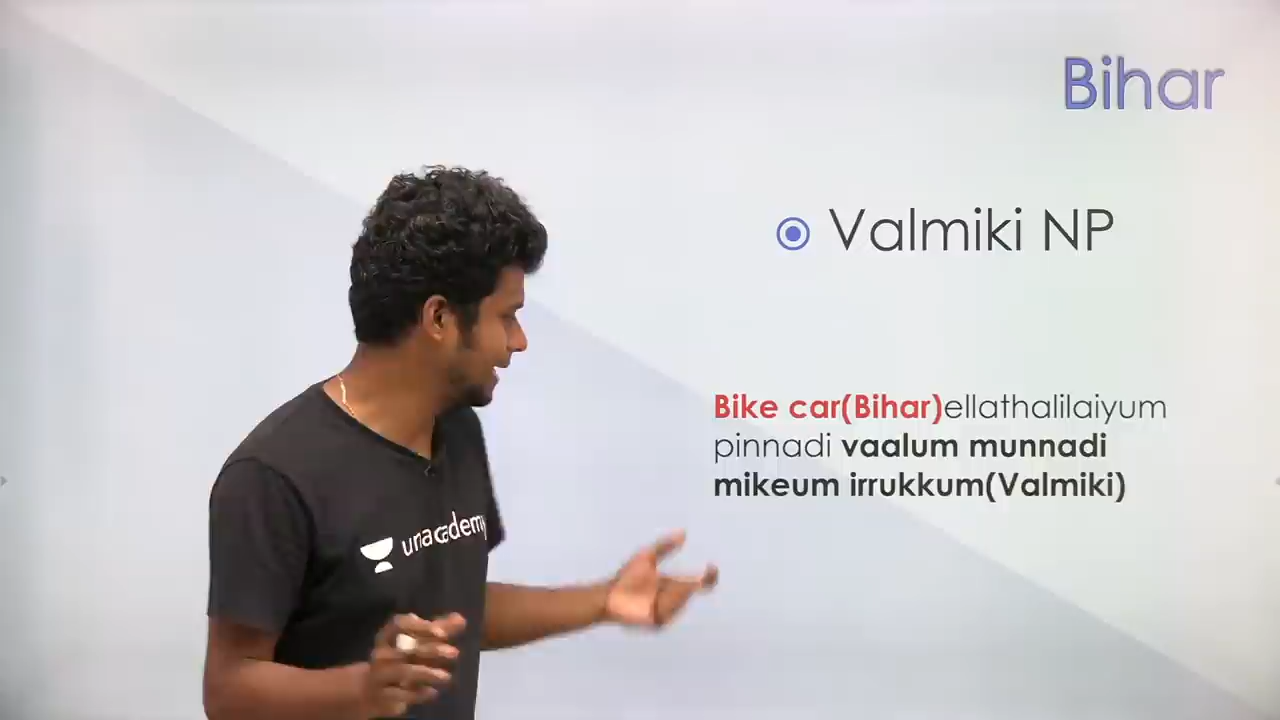 Bihar
Valmiki NP
Bike car(Bihar)ellathalilaiyum
pinnadi vaalum munnadi
mikeum irrukkum(Valmiki)
unacademy